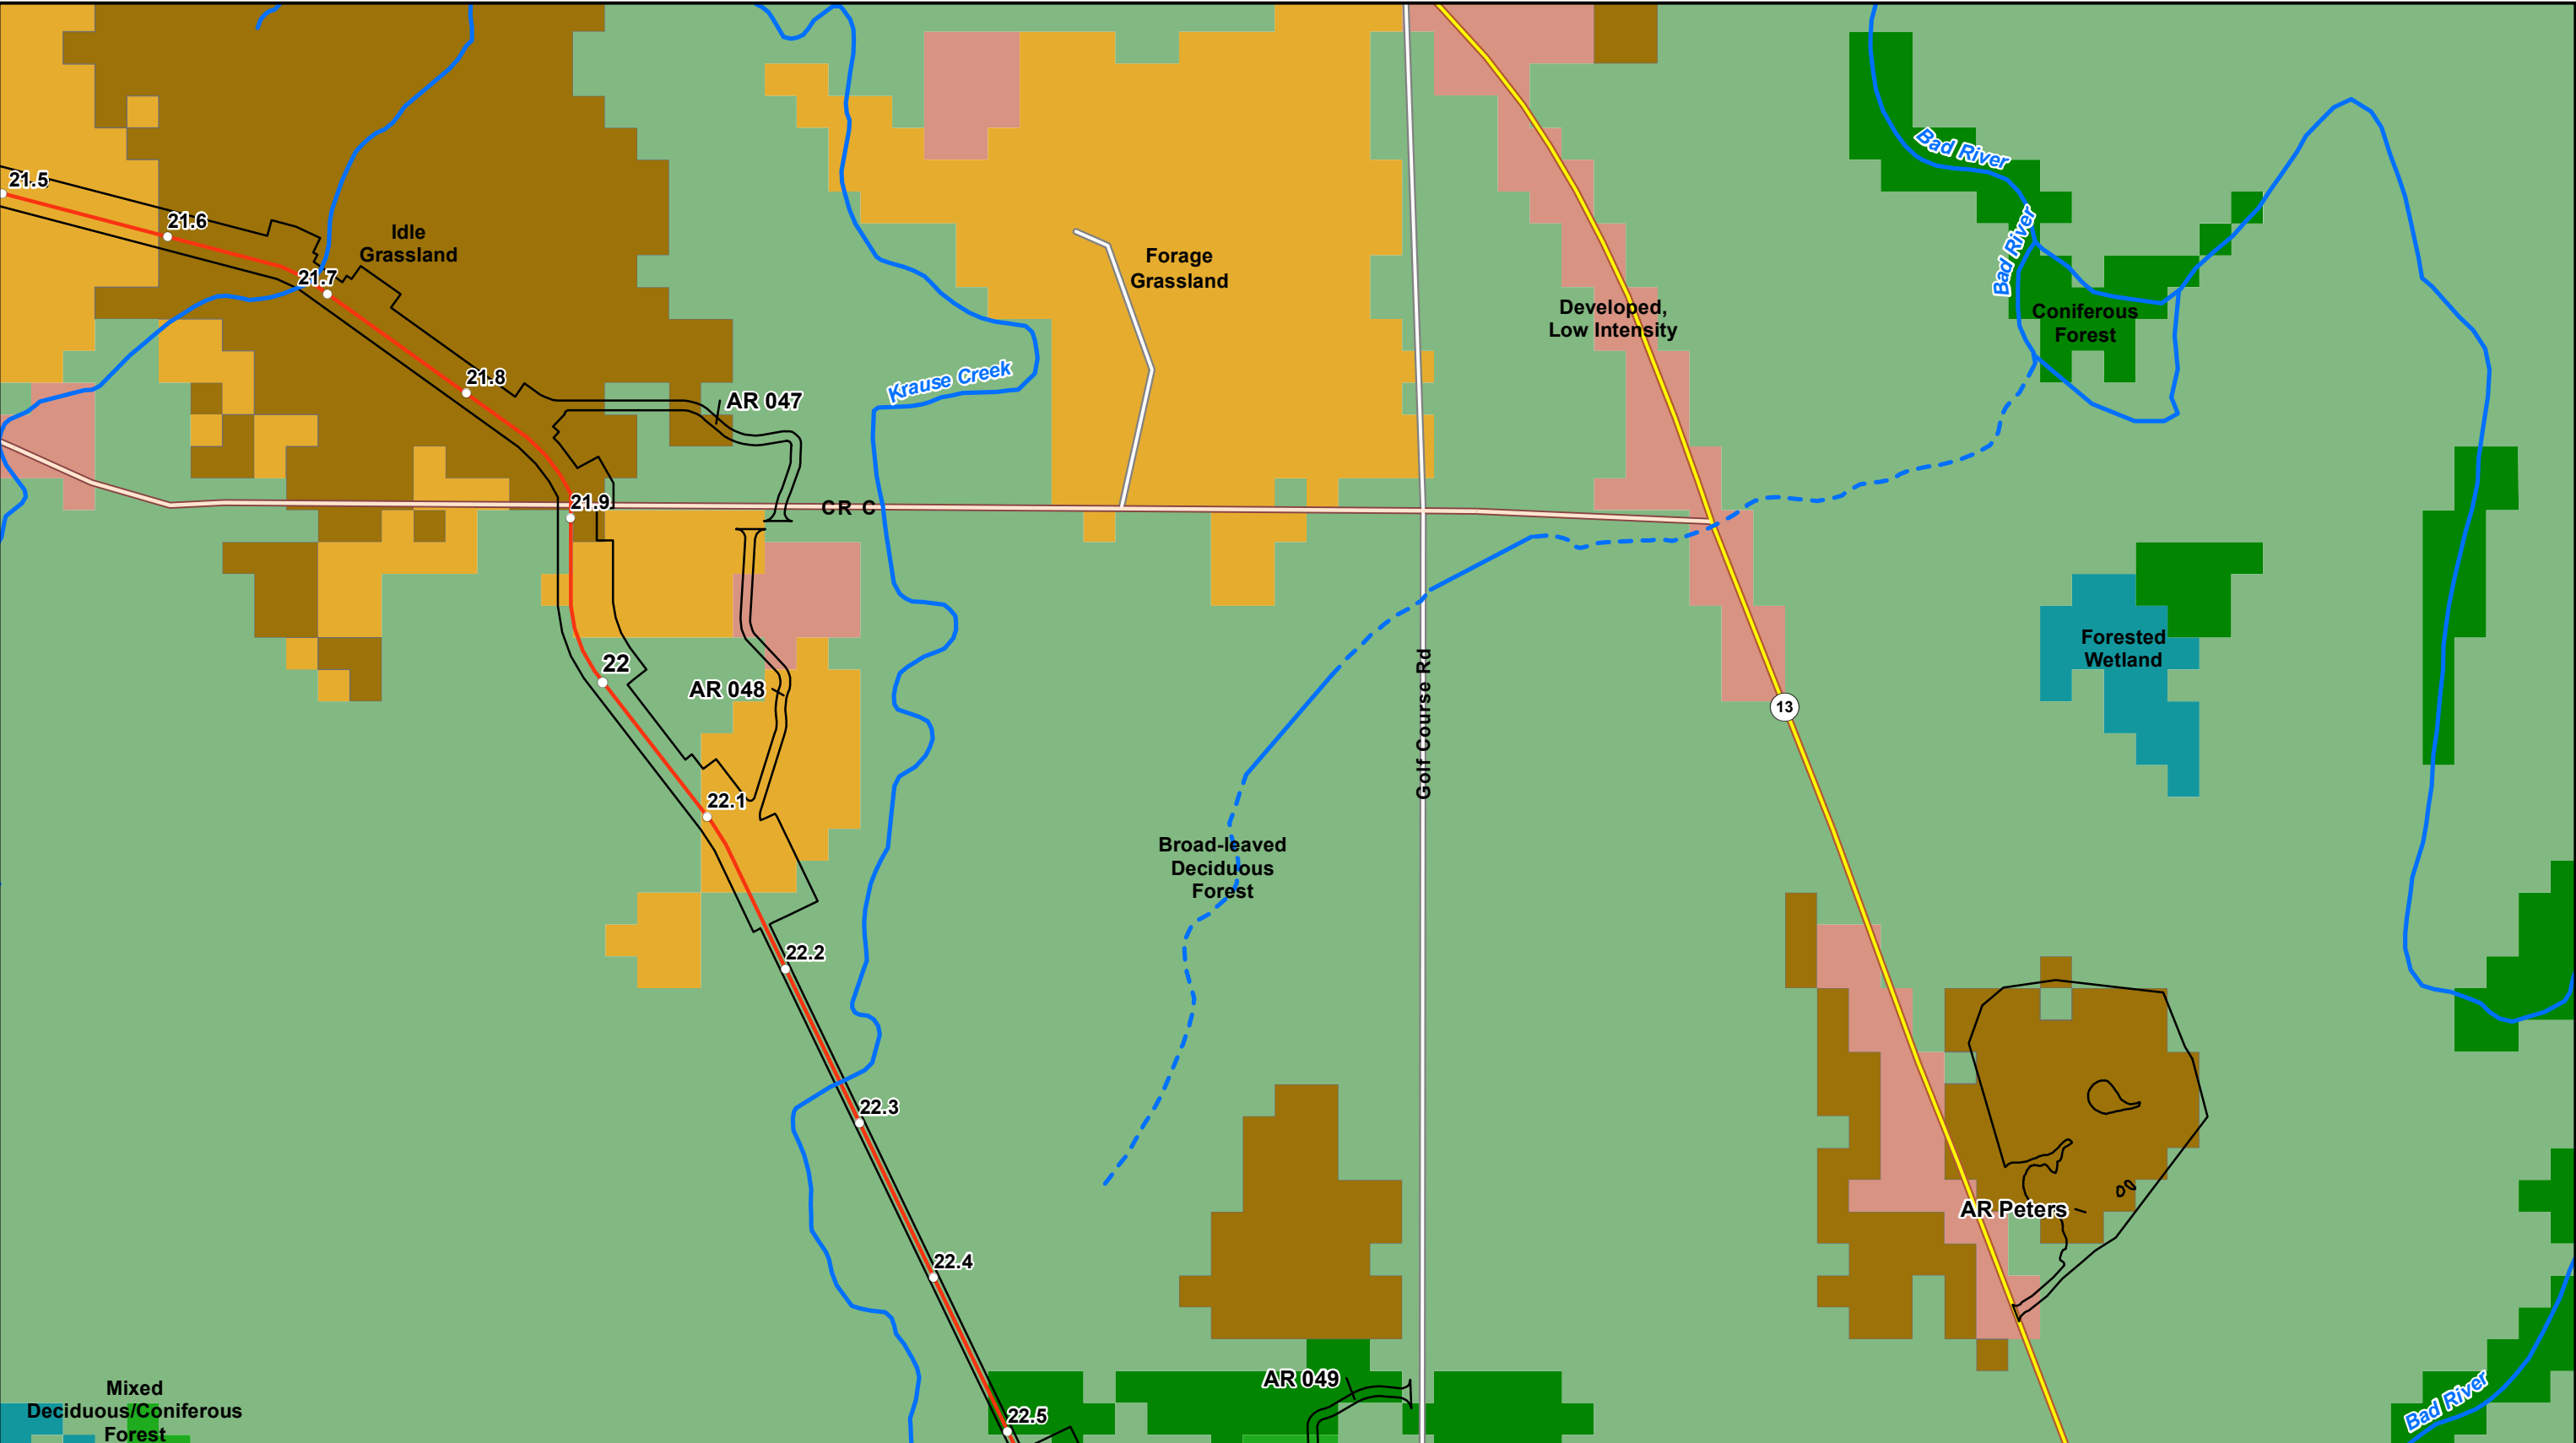 Bad River
21.5
21.6
Idle
Grassland
Bad River
Forage
Grassland
21.7
Developed,
Low Intensity
Coniferous
Forest
21.8
Krause Creek
AR 047
21.9
CR C
Forested
Wetland
22
AR 048
Golf Course Rd
13
22.1
Broad-leaved
Deciduous
Forest
22.2
22.3
AR Peters
22.4
AR 049
Mixed
Deciduous/Coniferous
Forest
22.5
Bad River